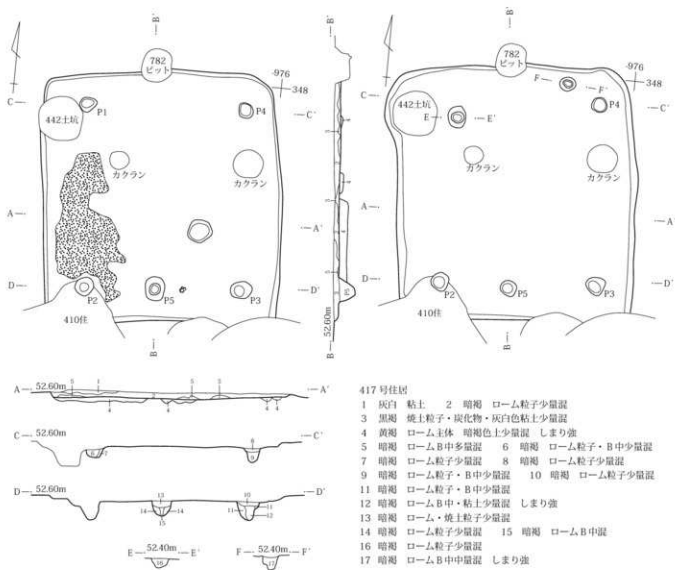 B'
782
ピット
-976
348
C
C'
442土坑
P1
P4
カクラン
カクラン
A
A'
D
D'
P2
P5
P3
410住
B
B'
52.60m
B
B'
782
ピット
F
F'
-976
348
C
C'
442土坑
E
E'
P4
カクラン
カクラン
A
A'
D
D'
P2
P5
P3
410住
B
A 52.60m A'
C 52.60m C'
D 52.60m D'
E 52.40m E'
F 52.40m F'
417号住居
1 灰白 粘土 2 暗褐 ローム粒子少量混
3 黒褐 焼土粒子・炭化物・灰白色粘土少量混
4 黄褐 ローム主体 暗褐色土少量混 しまり強
5 暗褐 ロームB中多量混 6 暗褐 ローム粒子・B中少量混
7 暗褐 ローム粒子少量混 8 暗褐 ローム粒子少量混
9 暗褐 ローム粒子・B中少量混 10 暗褐 ローム粒子少量混
11 暗褐 ローム粒子・B中少量混
12 暗褐 ロームB中・粘土少量混 しまり強
13 暗褐 ローム・焼土粒子少量混
14 暗褐 ローム粒子少量混 15 暗褐 ロームB中混
16 暗褐 ローム粒子少量混
17 暗褐 ロームB中中量混 しまり強